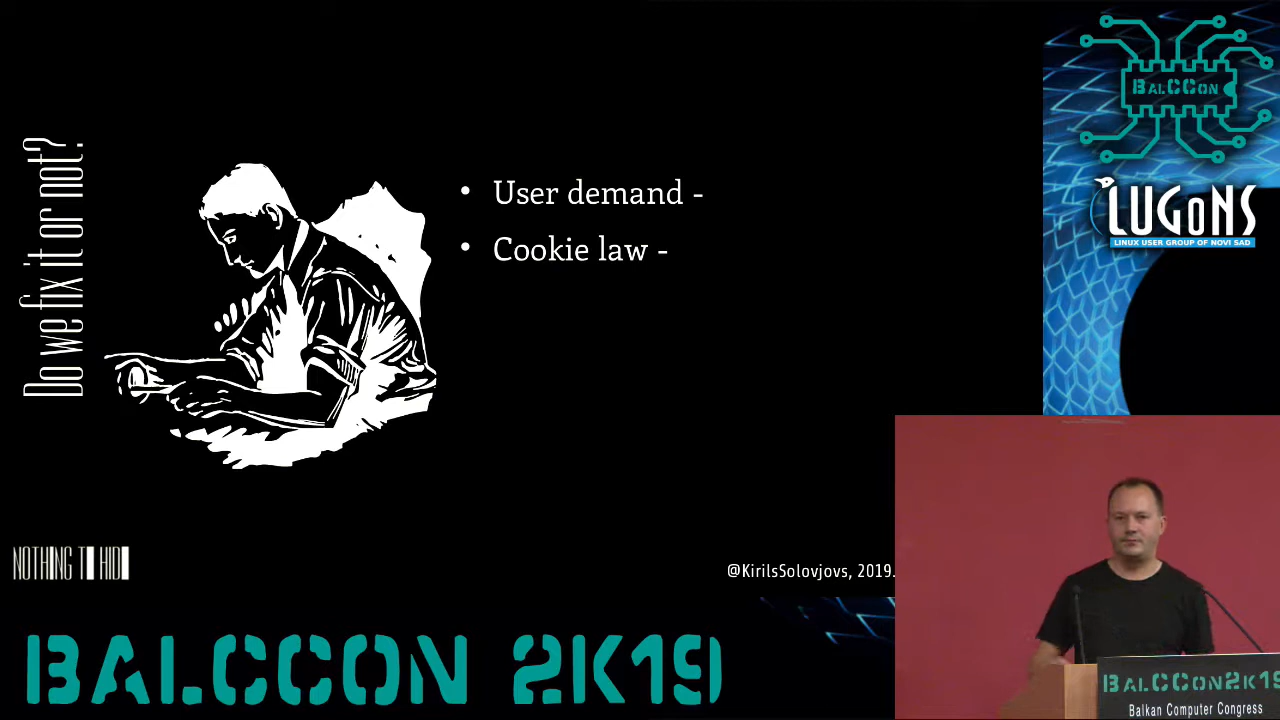 Do we fix it or not?
• User demand -
• Cookie law -
NOTHING T
@KirilsSolovjovs, 2019.
BALCCON 2K19
BALCCON
LUGONS
LINUX USER GROUP OF NOVI SAD
BALCCON2K19
Balkan Computer Congress